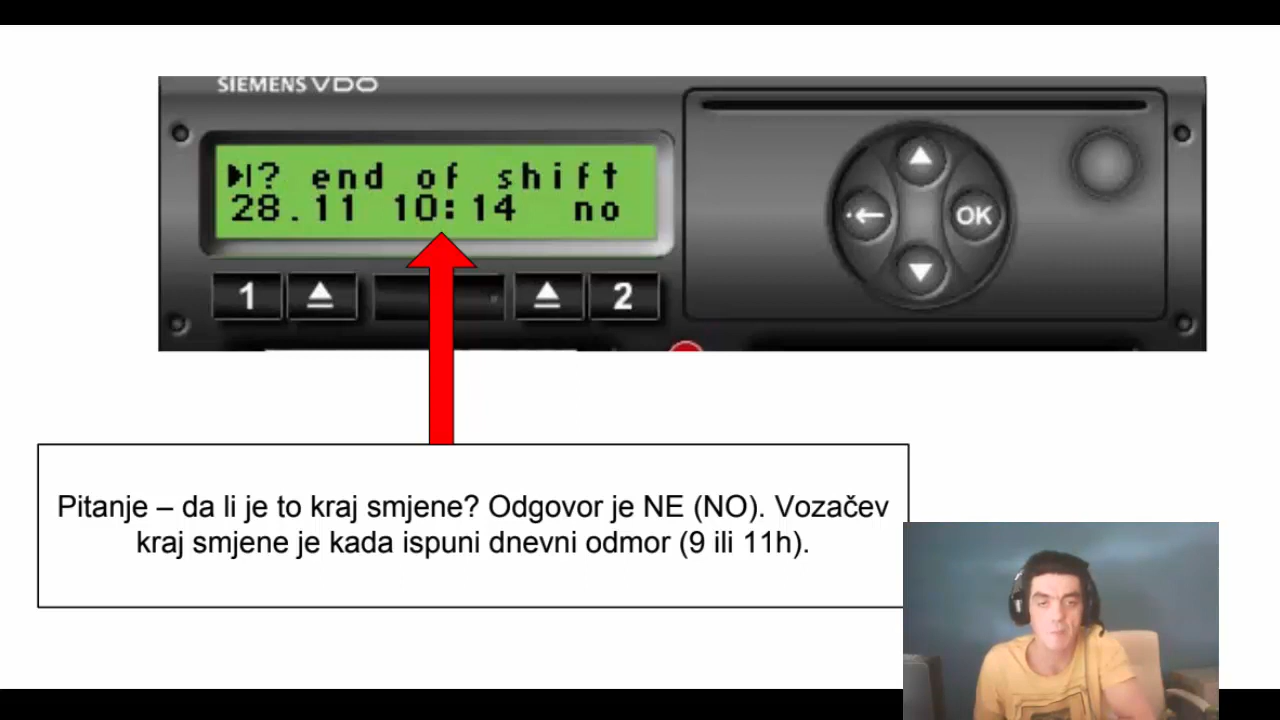 SIEMENS VDO
? end of shift
28.11 10:14 no
OK
1
2
Pitanje – da li je to kraj smjene? Odgovor je NE (NO). Vozačev
kraj smjene je kada ispuni dnevni odmor (9 ili 11h).